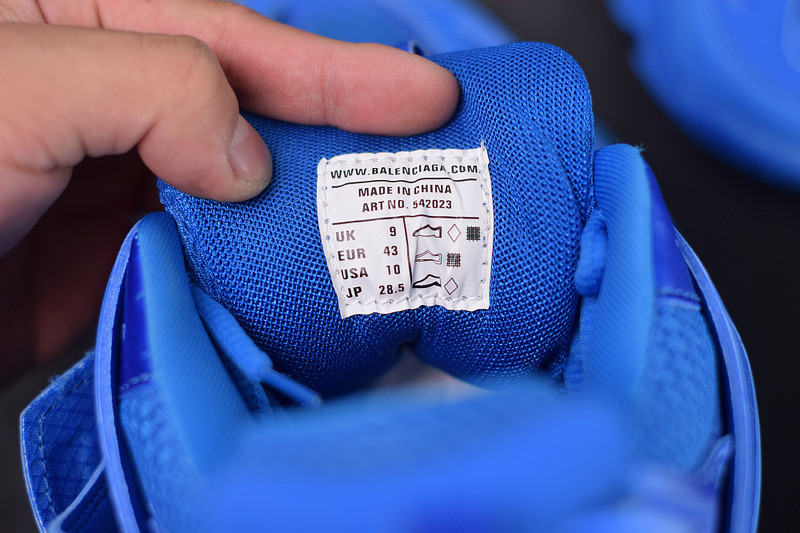 WWW.BALENCIAGA.COM
MADE IN CHINA
ART NO. 542023
UK 9
EUR 43
USA 10
JP 28.5